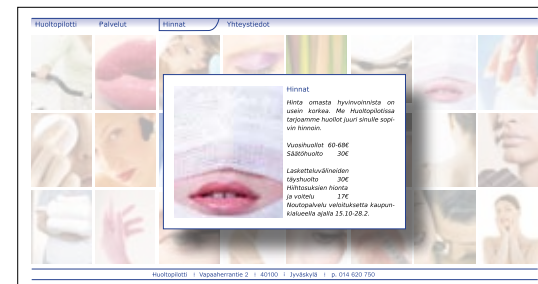 Huoltopilotti Palvelut Hinnat Yhteystiedot
Hinnat
Hinta omasta hyvinvoinnista on
usein korkea. Me Huoltopilotissa
tarjoamme huollot juuri sinulle sopi-
vin hinnoin.
Vuosihuollot 60-68€
Säätöhuolto 30€
Lasketteluvälineiden
täyshuolto 30€
Hiihtosuksien hionta
ja voitelu 17€
Noutopalvelu veloituksetta kaupun-
kialueella ajalla 15.10-28.2.
Huoltopilotti I Vapaaherrantie 2 I 40100 I Jyväskylä I p. 014 620 750